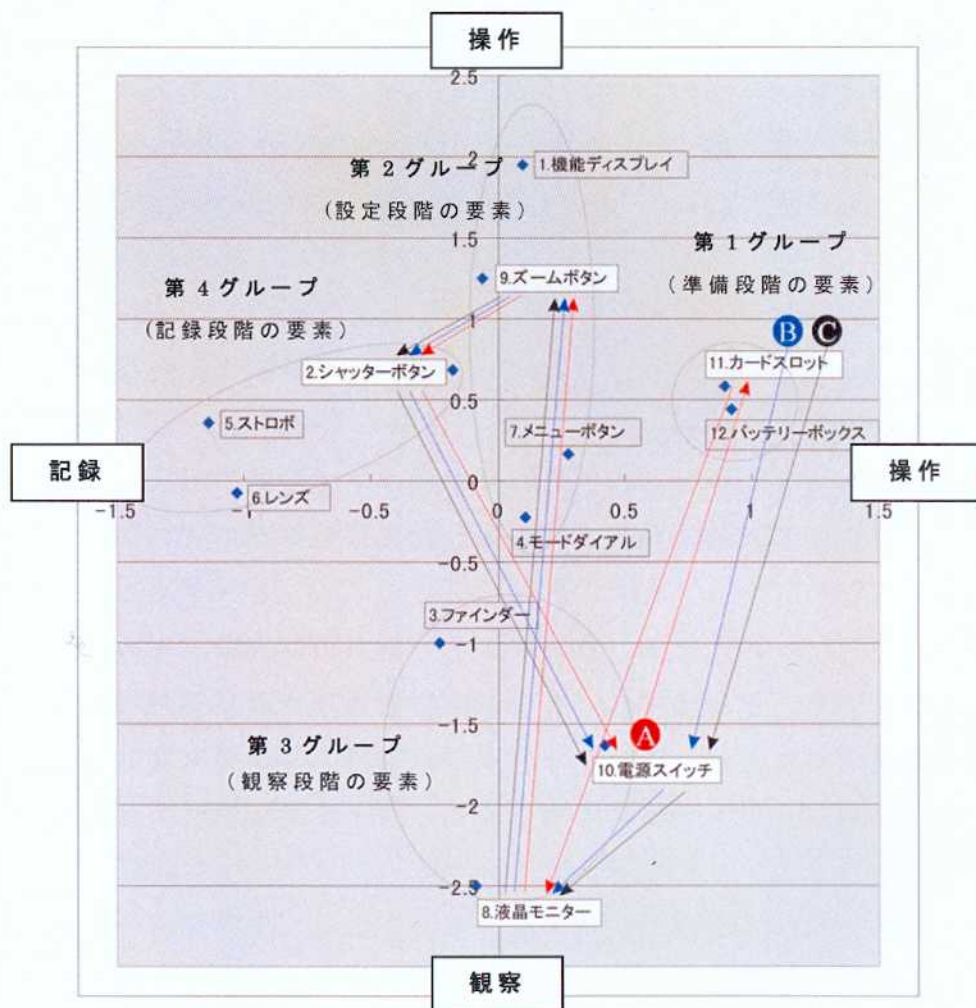 操作
2.5
2
1.機能ディスプレイ
第2グループ
(設定段階の要素)
1.5
第1グループ
(準備段階の要素)
9.ズームボタン
第4グループ
(記録段階の要素)
1
B
C
11.カードスロット
2.シャッターボタン
0.5
5.ストロボ
7.メニューボタン
12.バッテリーボックス
記録
操作
0
6.レンズ
-1.5
-1
-0.5
0
0.5
1
1.5
4.モードダイアル
-0.5
3.ファインダー
-1
-1.5
A
第3グループ
(観察段階の要素)
10.電源スイッチ
-2
-2.5
8.液晶モニター
観察